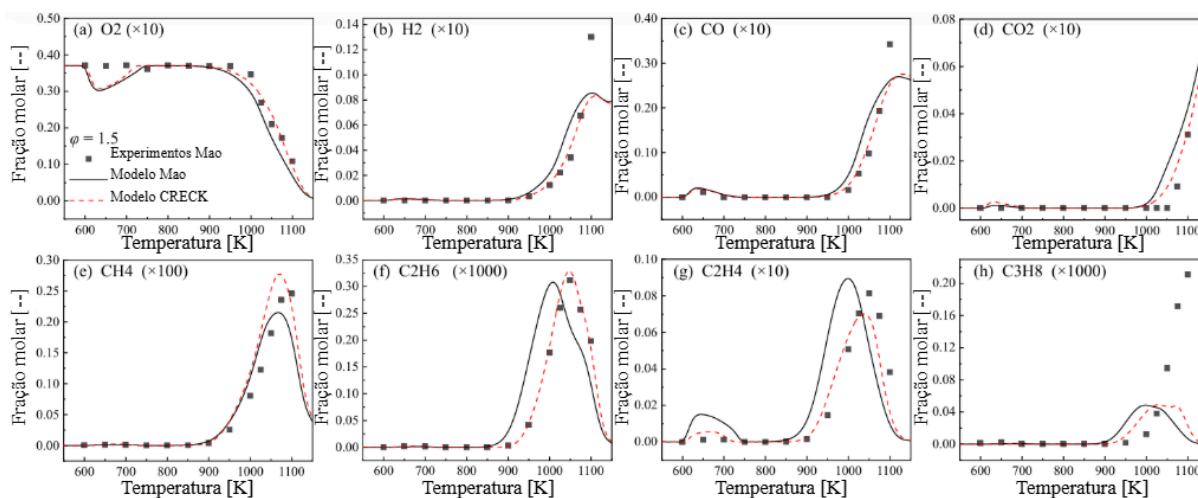 (a) O2 (×10)
Fração molar [--]
0.50
0.40
0.30
0.20
0.10
0.00
φ = 1.5
Experimentos Mao
Modelo Mao
Modelo CRECK
600 700 800 900 1000 1100
Temperatura [K]
(b) H2 (×10)
Fração molar [--]
0.14
0.12
0.10
0.08
0.06
0.04
0.02
0.00
600 700 800 900 1000 1100
Temperatura [K]
(c) CO (×10)
Fração molar [--]
0.40
0.30
0.20
0.10
0.00
600 700 800 900 1000 1100
Temperatura [K]
(d) CO2 (×10)
Fração molar [--]
0.08
0.06
0.04
0.02
0.00
600 700 800 900 1000 1100
Temperatura [K]
(e) CH4 (×100)
Fração molar [--]
0.30
0.25
0.20
0.15
0.10
0.05
0.00
600 700 800 900 1000 1100
Temperatura [K]
(f) C2H6 (×1000)
Fração molar [--]
0.35
0.30
0.25
0.20
0.15
0.10
0.05
0.00
600 700 800 900 1000 1100
Temperatura [K]
(g) C2H4 (×10)
Fração molar [--]
0.10
0.08
0.06
0.04
0.02
0.00
600 700 800 900 1000 1100
Temperatura [K]
(h) C3H8 (×1000)
Fração molar [--]
0.20
0.16
0.12
0.08
0.04
0.00
600 700 800 900 1000 1100
Temperatura [K]